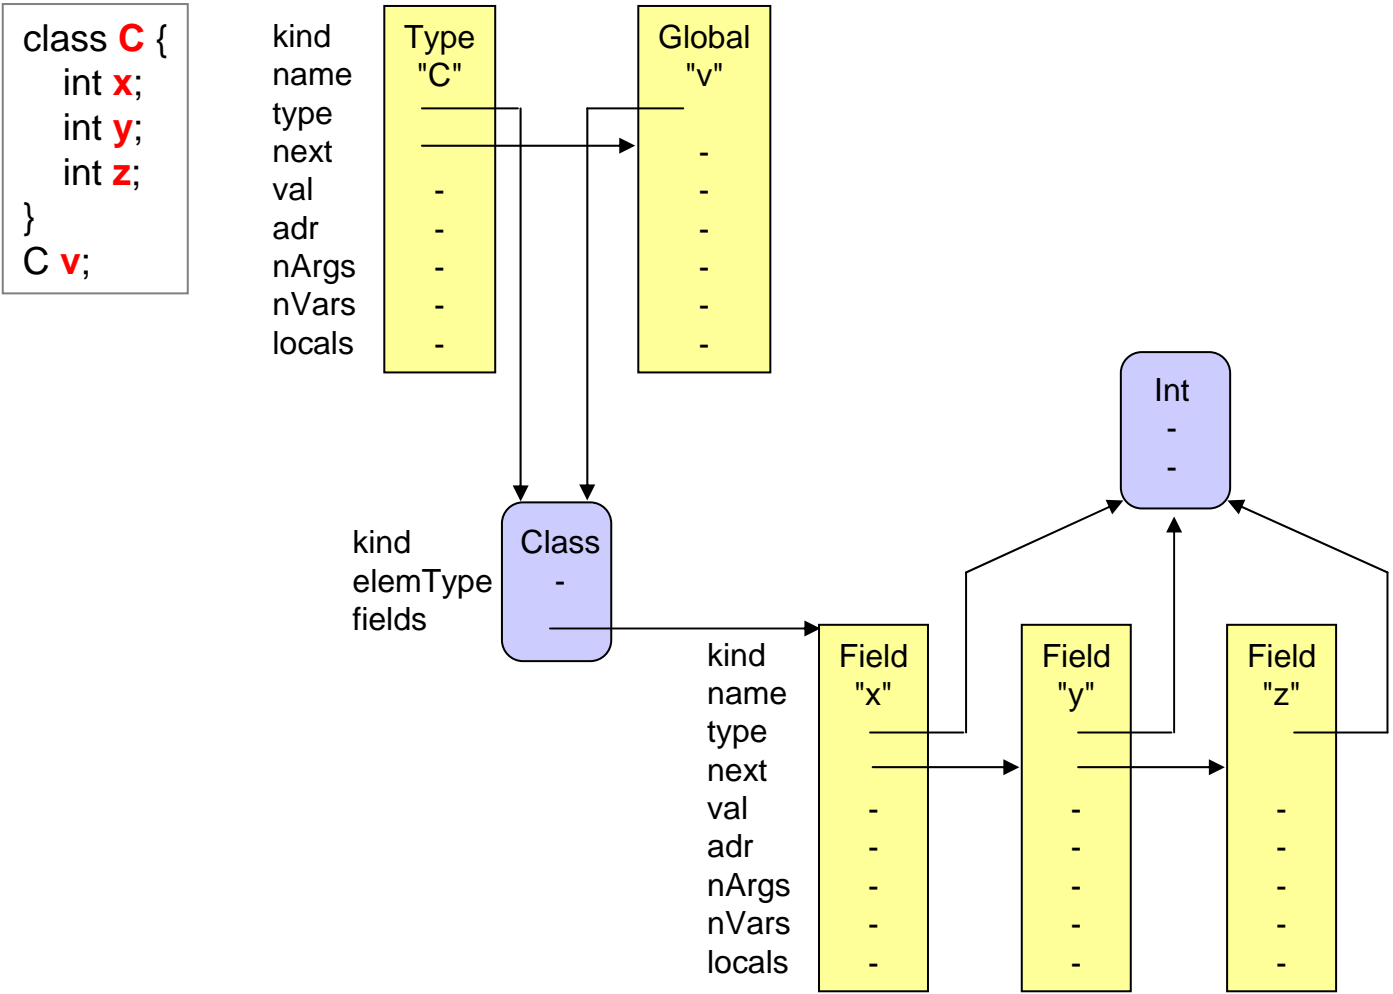 class C {
int x;
int y;
int z;
}
C v;
kind Type Global
name "C" "v"
type
next -
val - -
adr - -
nArgs - -
nVars - -
locals - -
Int
-
-
kind Class
elemType -
fields
kind Field Field Field
name "x" "y" "z"
type
next
val - - -
adr - - -
nArgs - - -
nVars - - -
locals - - -